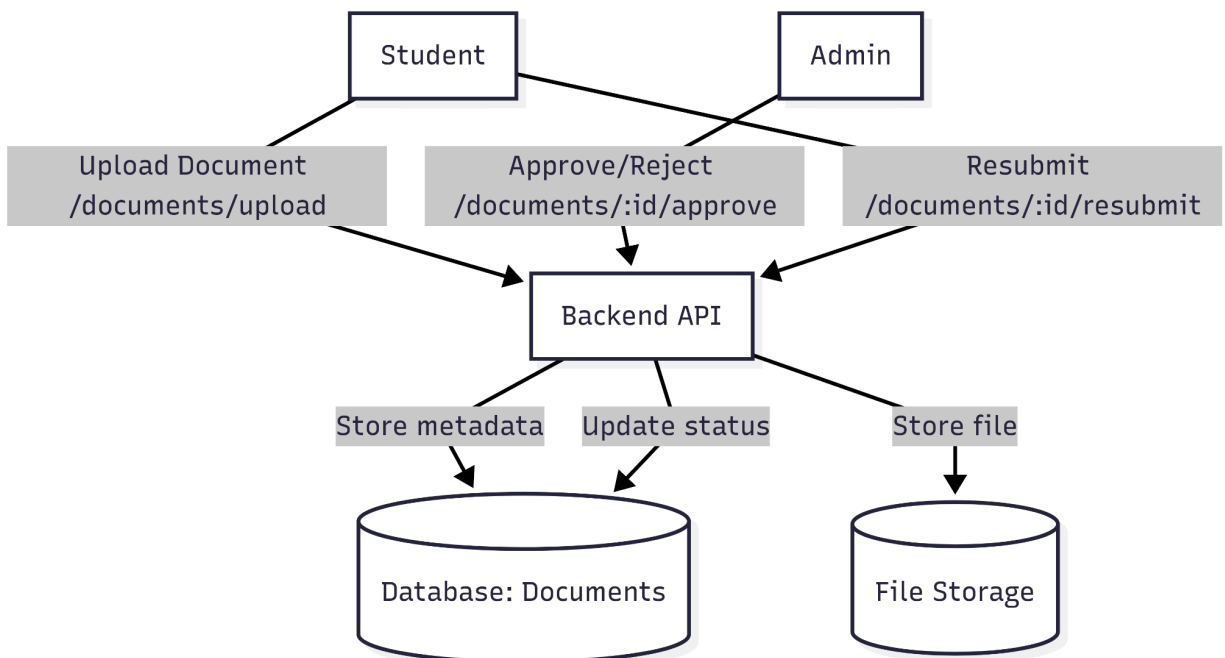 Student
Admin
Upload Document
/documents/upload
Approve/Reject
/documents/:id/approve
Resubmit
/documents/:id/resubmit
Backend API
Store metadata
Update status
Store file
Database: Documents
File Storage